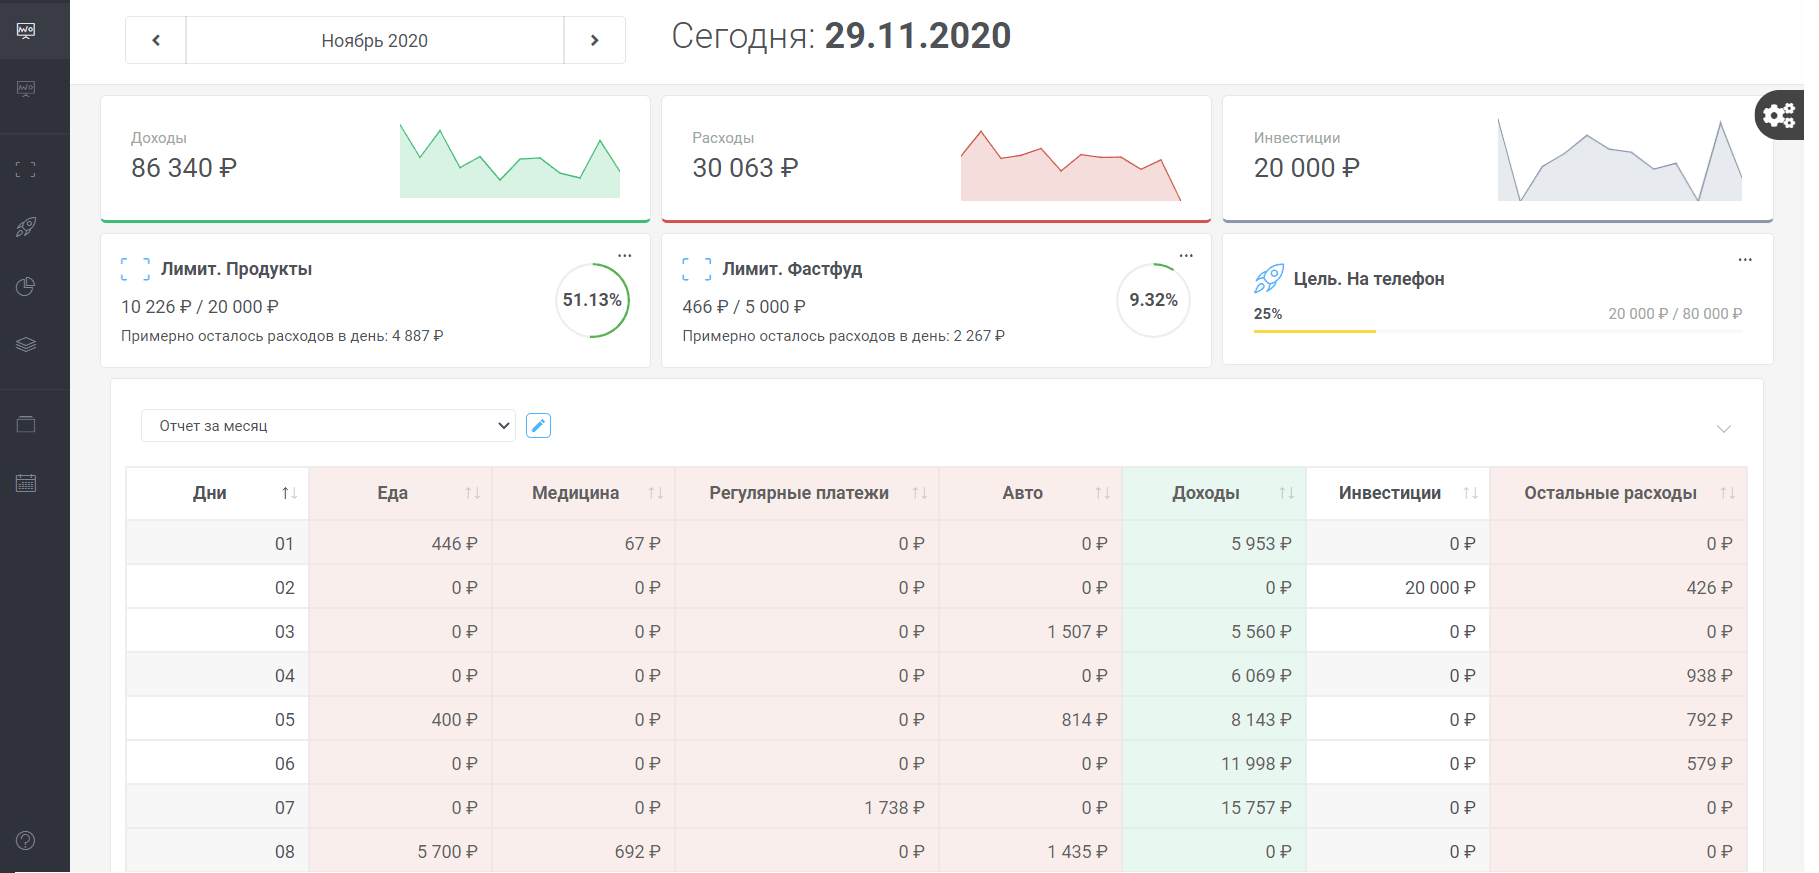 Ноябрь 2020
Сегодня: 29.11.2020
Доходы
86 340 ₽
Расходы
30 063 ₽
Инвестиции
20 000 ₽
Лимит. Продукты
10 226 ₽ / 20 000 ₽
Примерно осталось расходов в день: 4 887 ₽
51.13%
Лимит. Фастфуд
466 ₽ / 5 000 ₽
Примерно осталось расходов в день: 2 267 ₽
9.32%
Цель. На телефон
25% 20 000 ₽ / 80 000 ₽
Отчет за месяц
Дни Еда Медицина Регулярные платежи Авто Доходы Инвестиции Остальные расходы
01 446 ₽ 67 ₽ 0 ₽ 0 ₽ 5 953 ₽ 0 ₽ 0 ₽
02 0 ₽ 0 ₽ 0 ₽ 0 ₽ 0 ₽ 20 000 ₽ 426 ₽
03 0 ₽ 0 ₽ 0 ₽ 1 507 ₽ 5 560 ₽ 0 ₽ 0 ₽
04 0 ₽ 0 ₽ 0 ₽ 0 ₽ 6 069 ₽ 0 ₽ 938 ₽
05 400 ₽ 0 ₽ 0 ₽ 814 ₽ 8 143 ₽ 0 ₽ 792 ₽
06 0 ₽ 0 ₽ 0 ₽ 0 ₽ 11 998 ₽ 0 ₽ 579 ₽
07 0 ₽ 0 ₽ 1 738 ₽ 0 ₽ 15 757 ₽ 0 ₽ 0 ₽
08 5 700 ₽ 692 ₽ 0 ₽ 1 435 ₽ 0 ₽ 0 ₽ 0 ₽